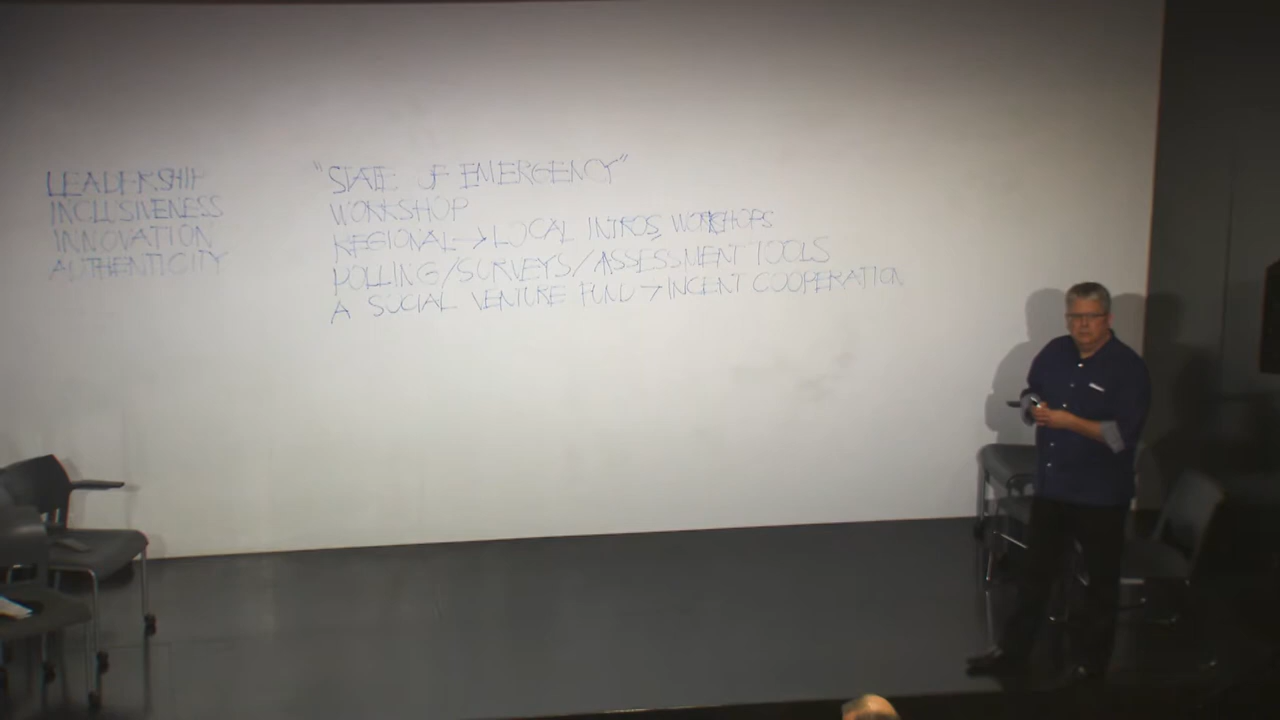 LEADERSHIP
INCLUSIVENESS
INNOVATION
AUTHENTICITY
"STATE OF EMERGENCY"
WORKSHOP
REGIONAL → LOCAL INTROS, WORKSHOPS
POLLING/SURVEYS/ASSESSMENT TOOLS
A SOCIAL VENTURE FUND → INCENT COOPERATION